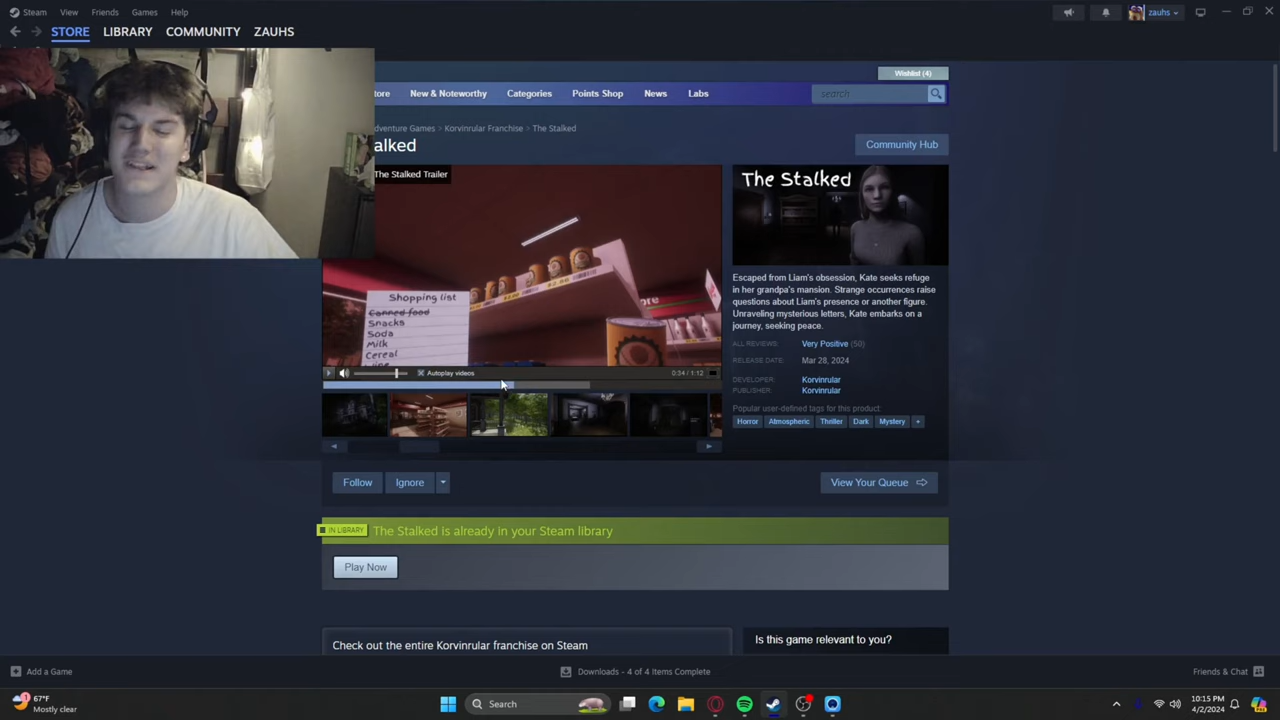 Steam View Friends Games Help
zauhs
STORE LIBRARY COMMUNITY ZAUHS
Wishlist (4)
tore New & Noteworthy Categories Points Shop News Labs
search
dventure Games > Korvinrular Franchise > The Stalked
alked
Community Hub
The Stalked Trailer
Shopping list
Canned food
Snacks
Soda
Milk
Cereal
Autoplay videos
0:34 / 1:12
The Stalked
Escaped from Liam's obsession, Kate seeks refuge
in her grandpa's mansion. Strange occurrences raise
questions about Liam's presence or another figure.
Unraveling mysterious letters, Kate embarks on a
journey, seeking peace.
ALL REVIEWS: Very Positive (50)
RELEASE DATE: Mar 28, 2024
DEVELOPER: Korvinrular
PUBLISHER: Korvinrular
Popular user-defined tags for this product:
Horror Atmospheric Thriller Dark Mystery +
Follow Ignore
View Your Queue
IN LIBRARY The Stalked is already in your Steam library
Play Now
Check out the entire Korvinrular franchise on Steam
Is this game relevant to you?
Add a Game
Downloads - 4 of 4 Items Complete
Friends & Chat
1
67°F
Mostly clear
Search
10:15 PM
4/2/2024